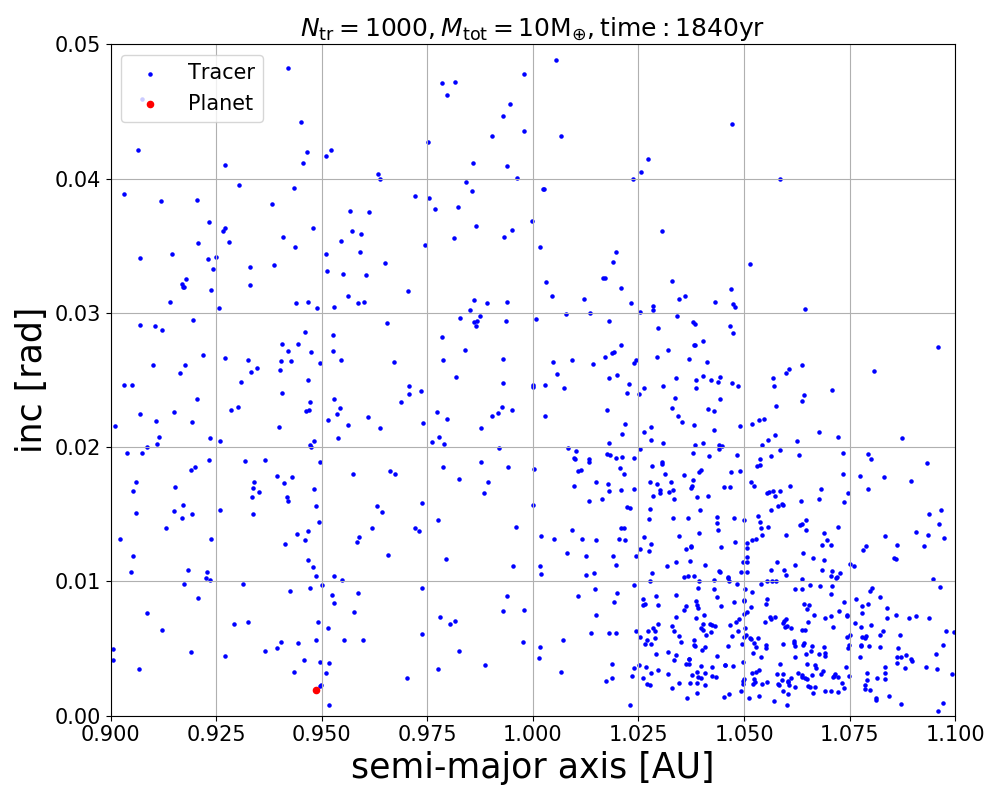 N_tr = 1000, M_tot = 10M_⊕, time : 1840yr
Tracer
Planet
0.05
0.04
0.03
0.02
0.01
0.00
inc [rad]
0.900 0.925 0.950 0.975 1.000 1.025 1.050 1.075 1.100
semi-major axis [AU]